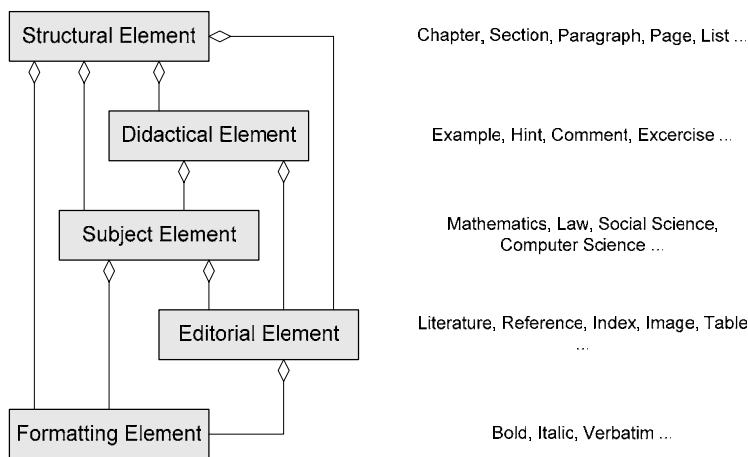 Structural Element
Chapter, Section, Paragraph, Page, List ...
Didactical Element
Example, Hint, Comment, Excercise ...
Subject Element
Mathematics, Law, Social Science,
Computer Science ...
Editorial Element
Literature, Reference, Index, Image, Table
...
Formatting Element
Bold, Italic, Verbatim ...